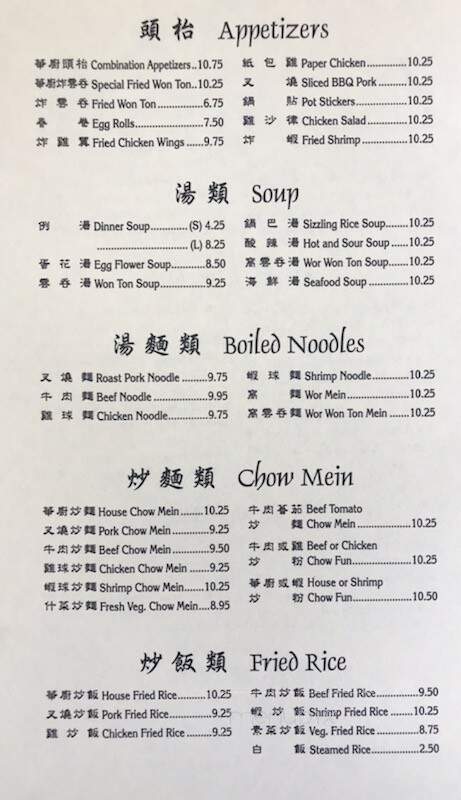 頭枱 Appetizers
華廚頭枱 Combination Appetizers..10.75
華廚炸雲吞 Special Fried Won Ton..10.25
炸雲吞 Fried Won Ton................6.75
春卷 Egg Rolls........................7.50
炸雞翼 Fried Chicken Wings ......9.75
紙包雞 Paper Chicken.............10.25
叉燒 Sliced BBQ Pork.........10.25
鍋貼 Pot Stickers................10.25
雞沙律 Chicken Salad.............10.25
炸蝦 Fried Shrimp...............10.25
湯類 Soup
例湯 Dinner Soup.............(S) 4.25
..............................(L) 8.25
蛋花湯 Egg Flower Soup............8.50
雲吞湯 Won Ton Soup................9.25
鍋巴湯 Sizzling Rice Soup........10.25
酸辣湯 Hot and Sour Soup ......10.25
窩雲吞湯 Wor Won Ton Soup......10.25
海鮮湯 Seafood Soup .............10.25
湯麵類 Boiled Noodles
叉燒麵 Roast Pork Noodle .........9.75
牛肉麵 Beef Noodle ..................9.95
雞球麵 Chicken Noodle..............9.75
蝦球麵 Shrimp Noodle............10.25
窩麵 Wor Mein.....................10.25
窩雲吞麵 Wor Won Ton Mein ......10.25
炒麵類 Chow Mein
華廚炒麵 House Chow Mein ........10.25
叉燒炒麵 Pork Chow Mein ...........9.25
牛肉炒麵 Beef Chow Mein ...........9.50
雞球炒麵 Chicken Chow Mein ......9.25
蝦球炒麵 Shrimp Chow Mein.......10.25
什菜炒麵 Fresh Veg. Chow Mein....8.95
牛肉蕃茄 Beef Tomato
炒麵 Chow Mein.................10.25
牛肉或雞 Beef or Chicken
炒粉 Chow Fun...................10.25
華廚或蝦 House or Shrimp
炒粉 Chow Fun...................10.50
炒飯類 Fried Rice
華廚炒飯 House Fried Rice..........10.25
叉燒炒飯 Pork Fried Rice.............9.25
雞炒飯 Chicken Fried Rice ........9.25
牛肉炒飯 Beef Fried Rice..............9.50
蝦炒飯 Shrimp Fried Rice ........10.25
素菜炒飯 Veg. Fried Rice..............8.75
白飯 Steamed Rice...............2.50